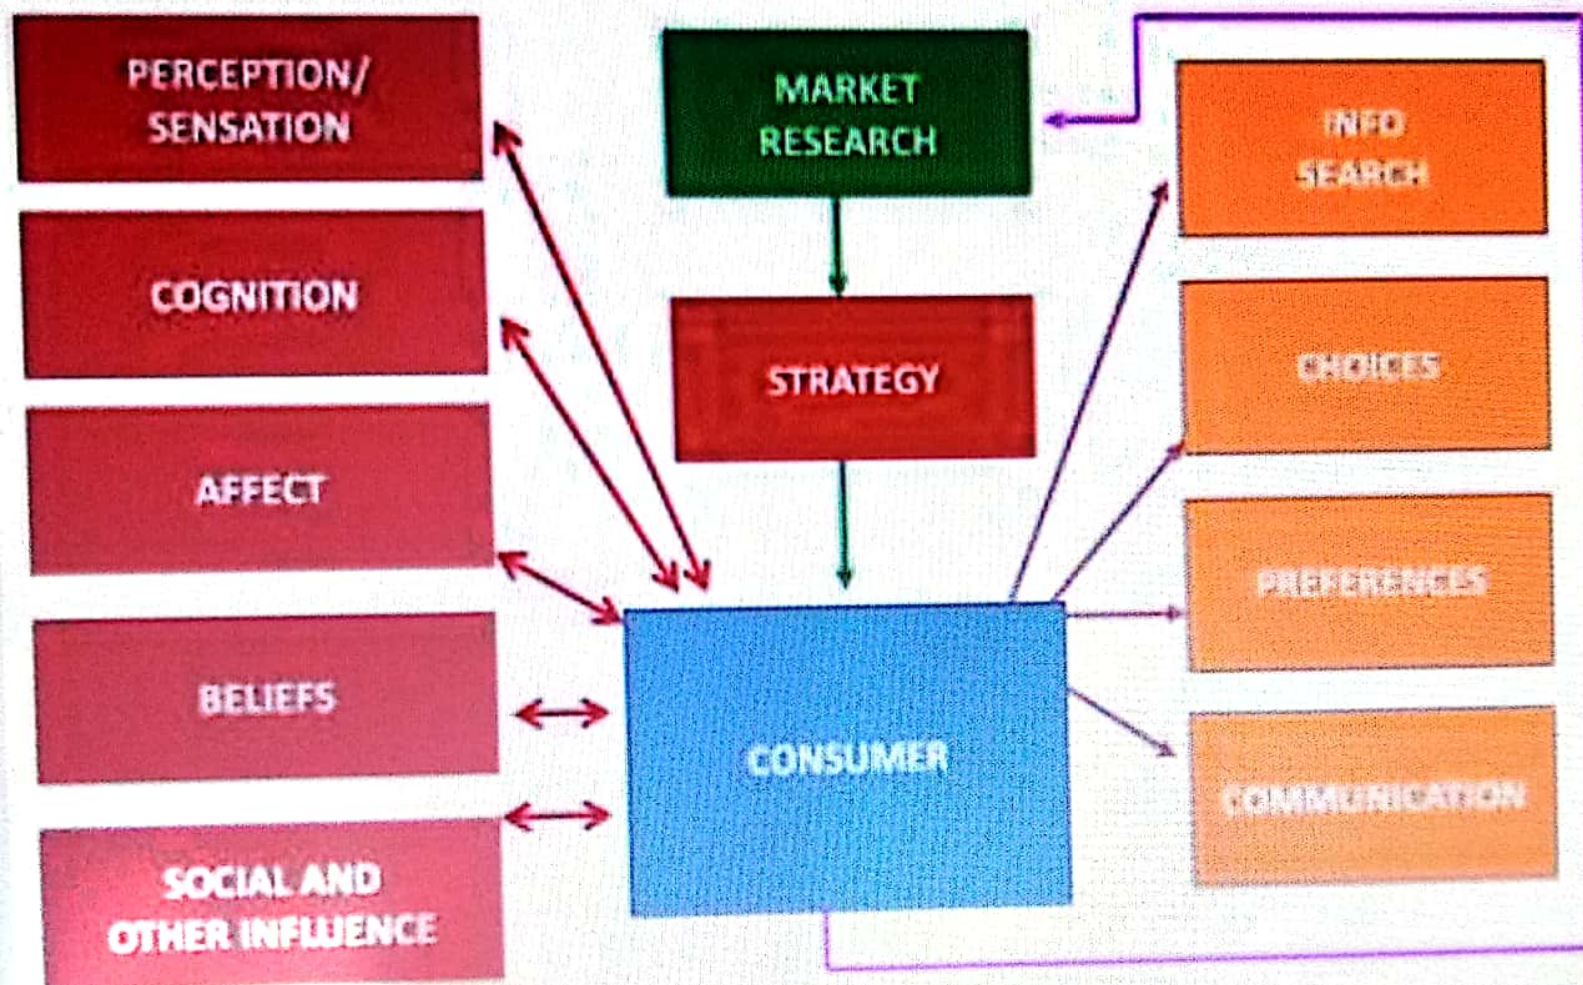 PERCEPTION/
SENSATION
COGNITION
AFFECT
BELIEFS
SOCIAL AND
OTHER INFLUENCE
MARKET
RESEARCH
STRATEGY
CONSUMER
INFO
SEARCH
CHOICES
PREFERENCES
COMMUNICATION